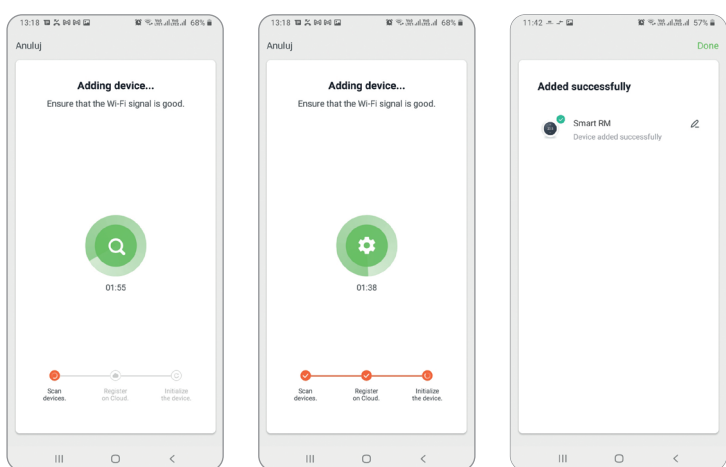 13:18
68%
Anuluj
Adding device...
Ensure that the Wi-Fi signal is good.
01:55
Scan
devices.
Register
on Cloud.
Initialize
the device.
13:18
68%
Anuluj
Adding device...
Ensure that the Wi-Fi signal is good.
01:38
Scan
devices.
Register
on Cloud.
Initialize
the device.
11:42
57%
Done
Added successfully
Smart RM
Device added successfully